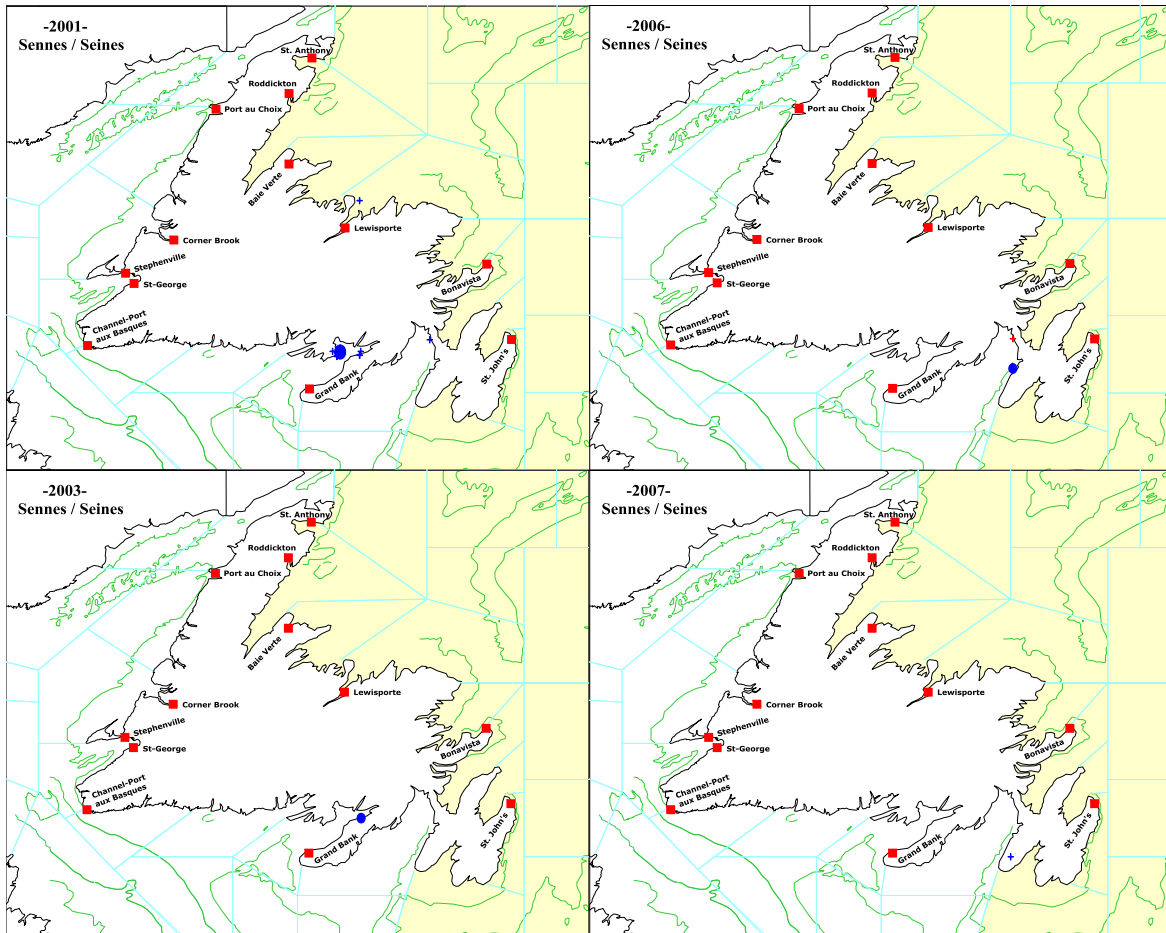 -2001-
Sennes / Seines
St. Anthony
Roddickton
Port au Choix
Baie Verte
Lewisporte
Corner Brook
Stephenville
St-George
Bonavista
Channel-Port
aux Basques
St. John's
Grand Bank
-2006-
Sennes / Seines
St. Anthony
Roddickton
Port au Choix
Baie Verte
Lewisporte
Corner Brook
Stephenville
St-George
Bonavista
Channel-Port
aux Basques
St. John's
Grand Bank
-2003-
Sennes / Seines
St. Anthony
Roddickton
Port au Choix
Baie Verte
Lewisporte
Corner Brook
Stephenville
St-George
Bonavista
Channel-Port
aux Basques
St. John's
Grand Bank
-2007-
Sennes / Seines
St. Anthony
Roddickton
Port au Choix
Baie Verte
Lewisporte
Corner Brook
Stephenville
St-George
Bonavista
Channel-Port
aux Basques
St. John's
Grand Bank